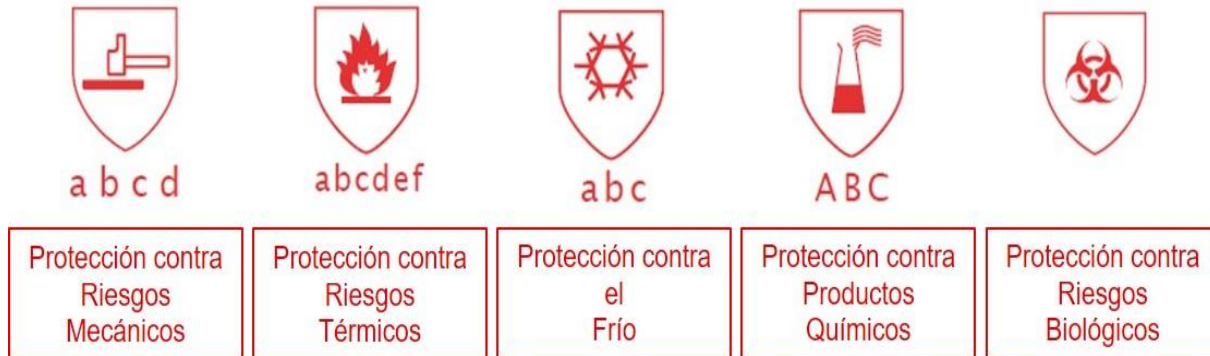 a b c d
abcdef
abc
ABC
Protección contra
Riesgos
Mecánicos
Protección contra
Riesgos
Térmicos
Protección contra
el
Frío
Protección contra
Productos
Químicos
Protección contra
Riesgos
Biológicos